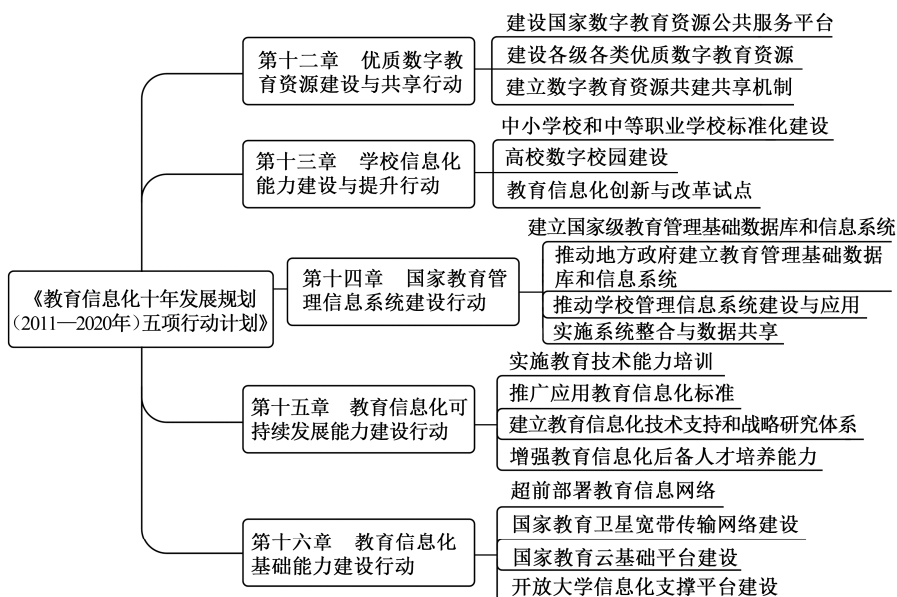 《教育信息化十年发展规划
（2011—2020年）五项行动计划》
第十二章　优质数字教
育资源建设与共享行动
建设国家数字教育资源公共服务平台
建设各级各类优质数字教育资源
建立数字教育资源共建共享机制
第十三章　学校信息化
能力建设与提升行动
中小学校和中等职业学校标准化建设
高校数字校园建设
教育信息化创新与改革试点
第十四章　国家教育管
理信息系统建设行动
建立国家级教育管理基础数据库和信息系统
推动地方政府建立教育管理基础数据
库和信息系统
推动学校管理信息系统建设与应用
实施系统整合与数据共享
第十五章　教育信息化可
持续发展能力建设行动
实施教育技术能力培训
推广应用教育信息化标准
建立教育信息化技术支持和战略研究体系
增强教育信息化后备人才培养能力
第十六章　教育信息化
基础能力建设行动
超前部署教育信息网络
国家教育卫星宽带传输网络建设
国家教育云基础平台建设
开放大学信息化支撑平台建设